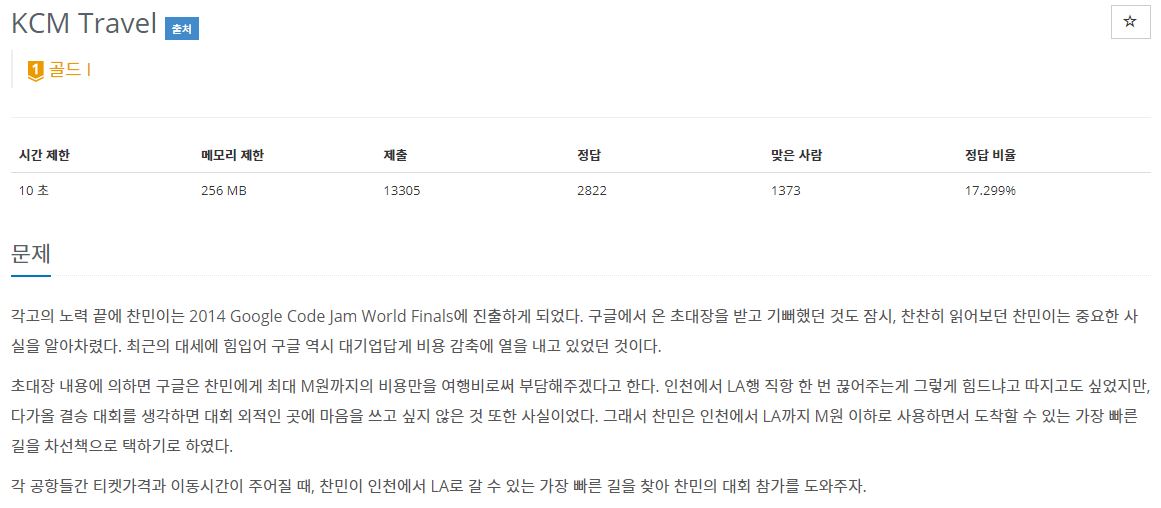 KCM Travel 출처
☆
1 골드 I
시간 제한 메모리 제한 제출 정답 맞은 사람 정답 비율
10 초 256 MB 13305 2822 1373 17.299%
문제
각고의 노력 끝에 찬민이는 2014 Google Code Jam World Finals에 진출하게 되었다. 구글에서 온 초대장을 받고 기뻐했던 것도 잠시, 찬찬히 읽어보던 찬민이는 중요한 사
실을 알아차렸다. 최근의 대세에 힘입어 구글 역시 대기업답게 비용 감축에 열을 내고 있었던 것이다.
초대장 내용에 의하면 구글은 찬민에게 최대 M원까지의 비용만을 여행비로써 부담해주겠다고 한다. 인천에서 LA행 직항 한 번 끊어주는게 그렇게 힘드냐고 따지고도 싶었지만,
다가올 결승 대회를 생각하면 대회 외적인 곳에 마음을 쓰고 싶지 않은 것 또한 사실이었다. 그래서 찬민은 인천에서 LA까지 M원 이하로 사용하면서 도착할 수 있는 가장 빠른
길을 차선책으로 택하기로 하였다.
각 공항들간 티켓가격과 이동시간이 주어질 때, 찬민이 인천에서 LA로 갈 수 있는 가장 빠른 길을 찾아 찬민의 대회 참가를 도와주자.